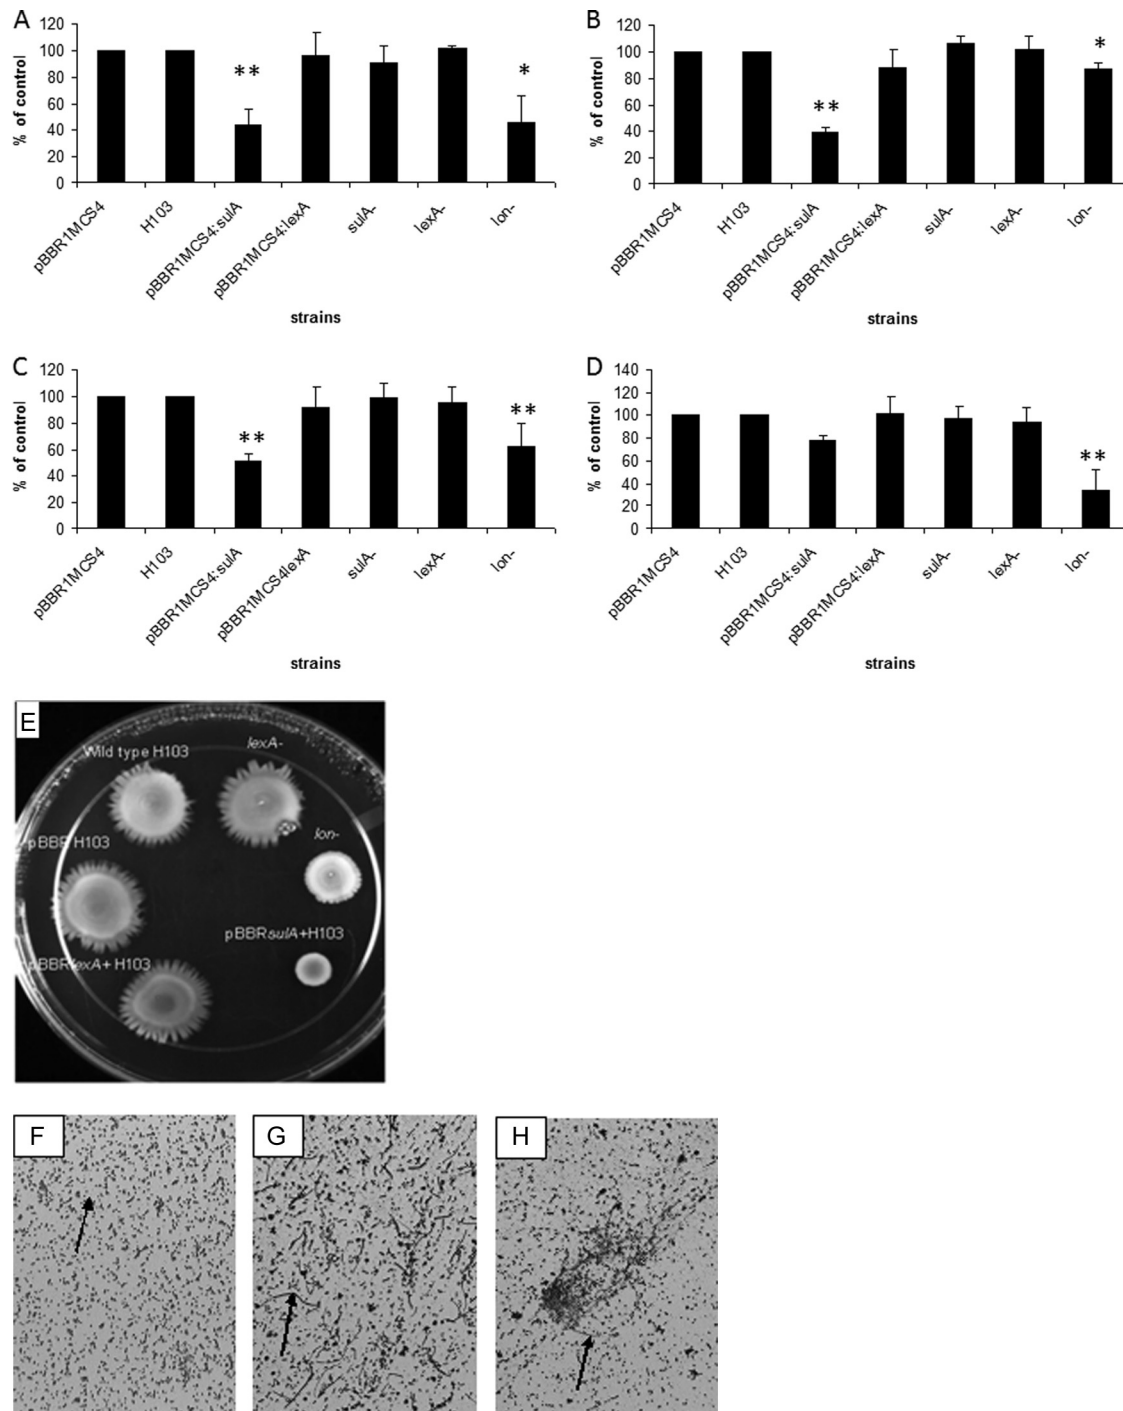 A
120
100
80
60
40
20
0
% of control
**
*
pBBR1MCS4
H103
pBBR1MCS4:sulA
pBBR1MCS4:lexA
sulA-
lexA-
lon-
strains
B
120
100
80
60
40
20
0
% of control
**
*
pBBR1MCS4
H103
pBBR1MCS4:sulA
pBBR1MCS4:lexA
sulA-
lexA-
lon-
strains
C
120
100
80
60
40
20
0
% of control
**
**
pBBR1MCS4
H103
pBBR1MCS4:sulA
pBBR1MCS4lexA
sulA-
lexA-
lon-
strains
D
140
120
100
80
60
40
20
0
% of control
**
pBBR1MCS4
H103
pBBR1MCS4:sulA
pBBR1MCS4:lexA
sulA-
lexA-
lon-
strains
E
Wild type H103
lexA-
lon-
pBBR H103
pBBRsulA+H103
pBBRlexA+H103
F
G
H